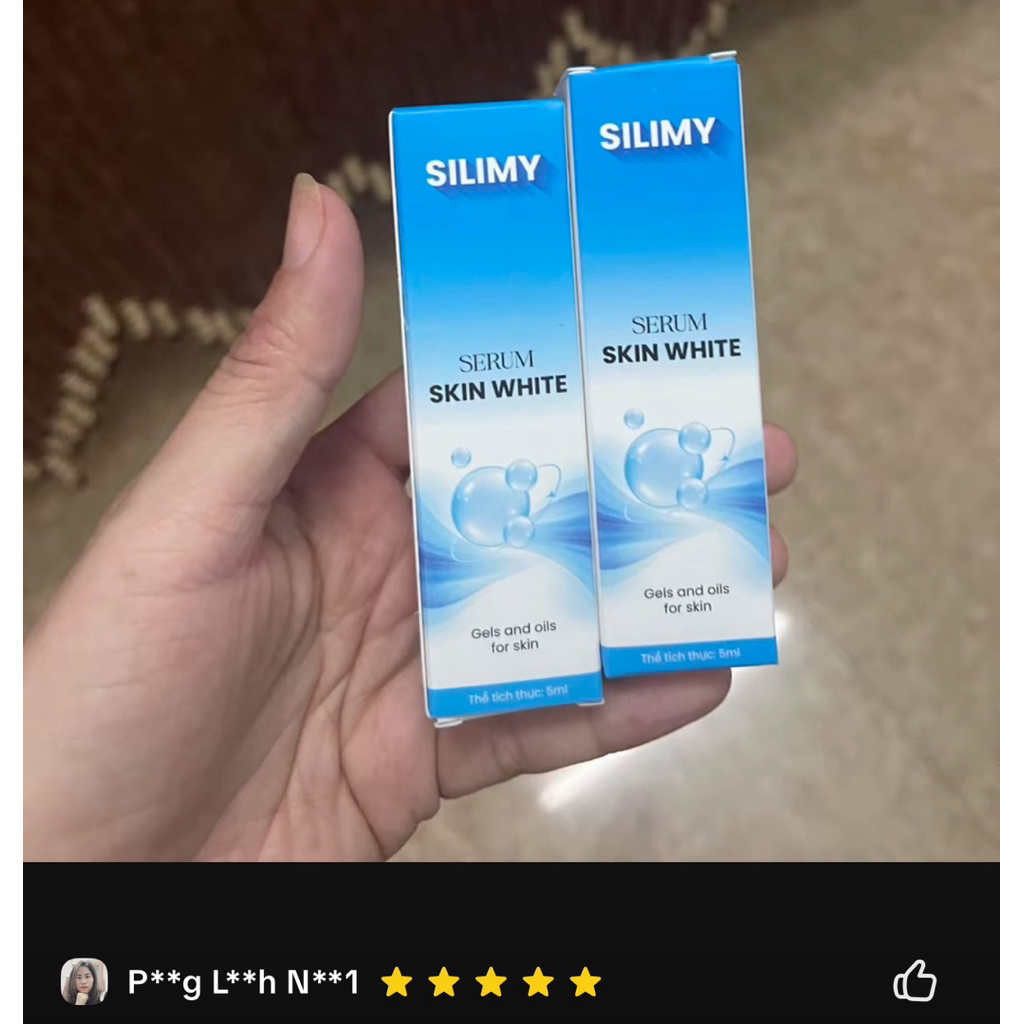 SILIMY
SERUM
SKIN WHITE
Gels and oils
for skin
Thể tích thực: 5ml
SILIMY
SERUM
SKIN WHITE
Gels and oils
for skin
Thể tích thực: 5ml
P**g L**h N**1